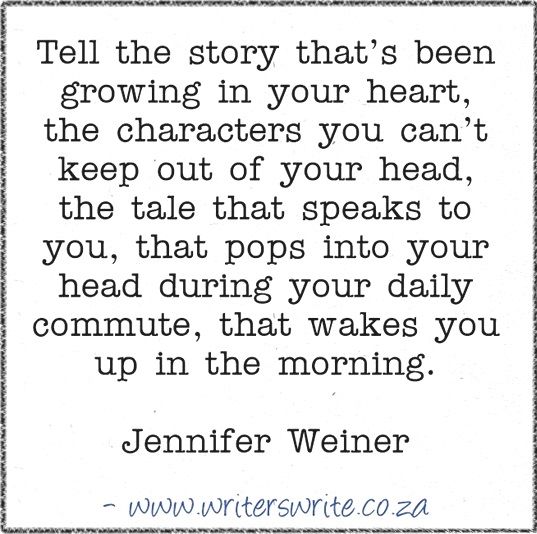 Tell the story that’s been
growing in your heart,
the characters you can’t
keep out of your head,
the tale that speaks to
you, that pops into your
head during your daily
commute, that wakes you
up in the morning.
Jennifer Weiner
- www.writerswrite.co.za